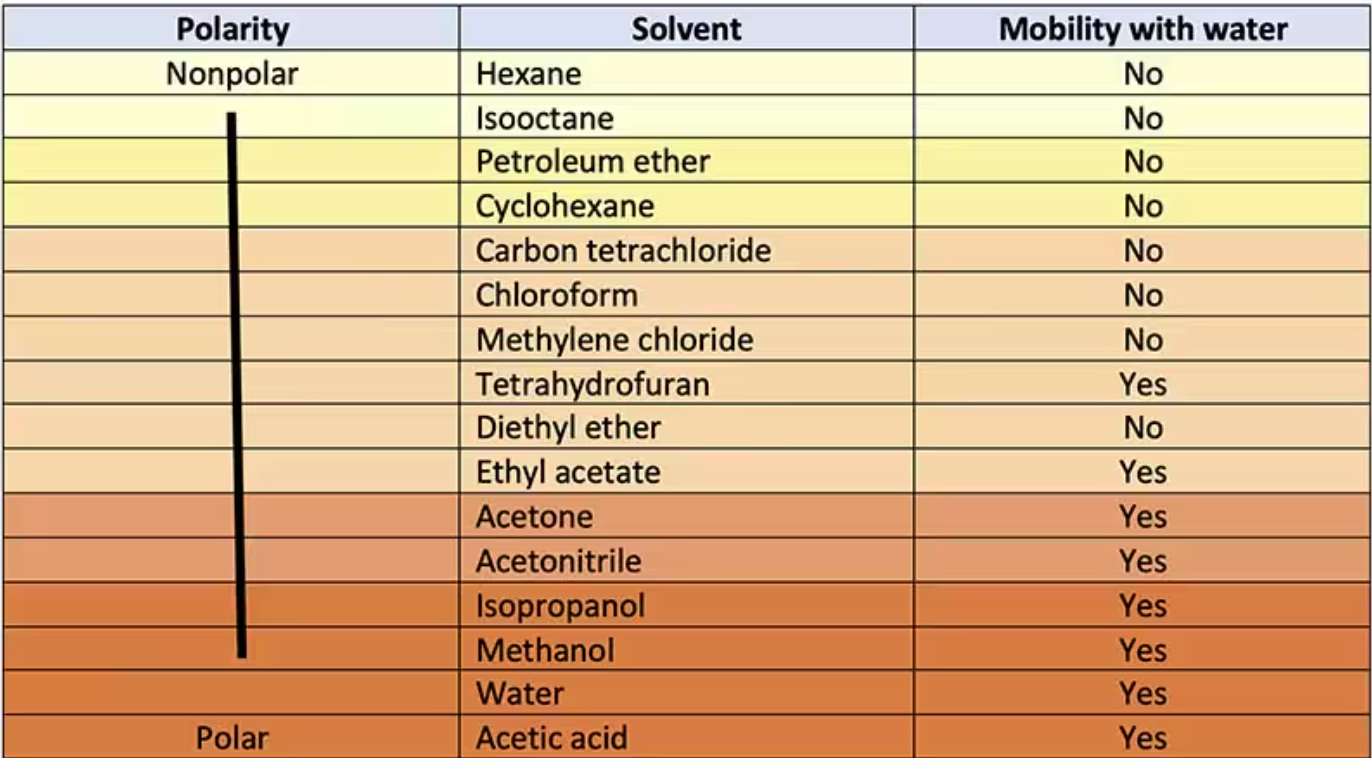 Polarity Solvent Mobility with water
Nonpolar Hexane No
Isooctane No
Petroleum ether No
Cyclohexane No
Carbon tetrachloride No
Chloroform No
Methylene chloride No
Tetrahydrofuran Yes
Diethyl ether No
Ethyl acetate Yes
Acetone Yes
Acetonitrile Yes
Isopropanol Yes
Methanol Yes
Water Yes
Polar Acetic acid Yes